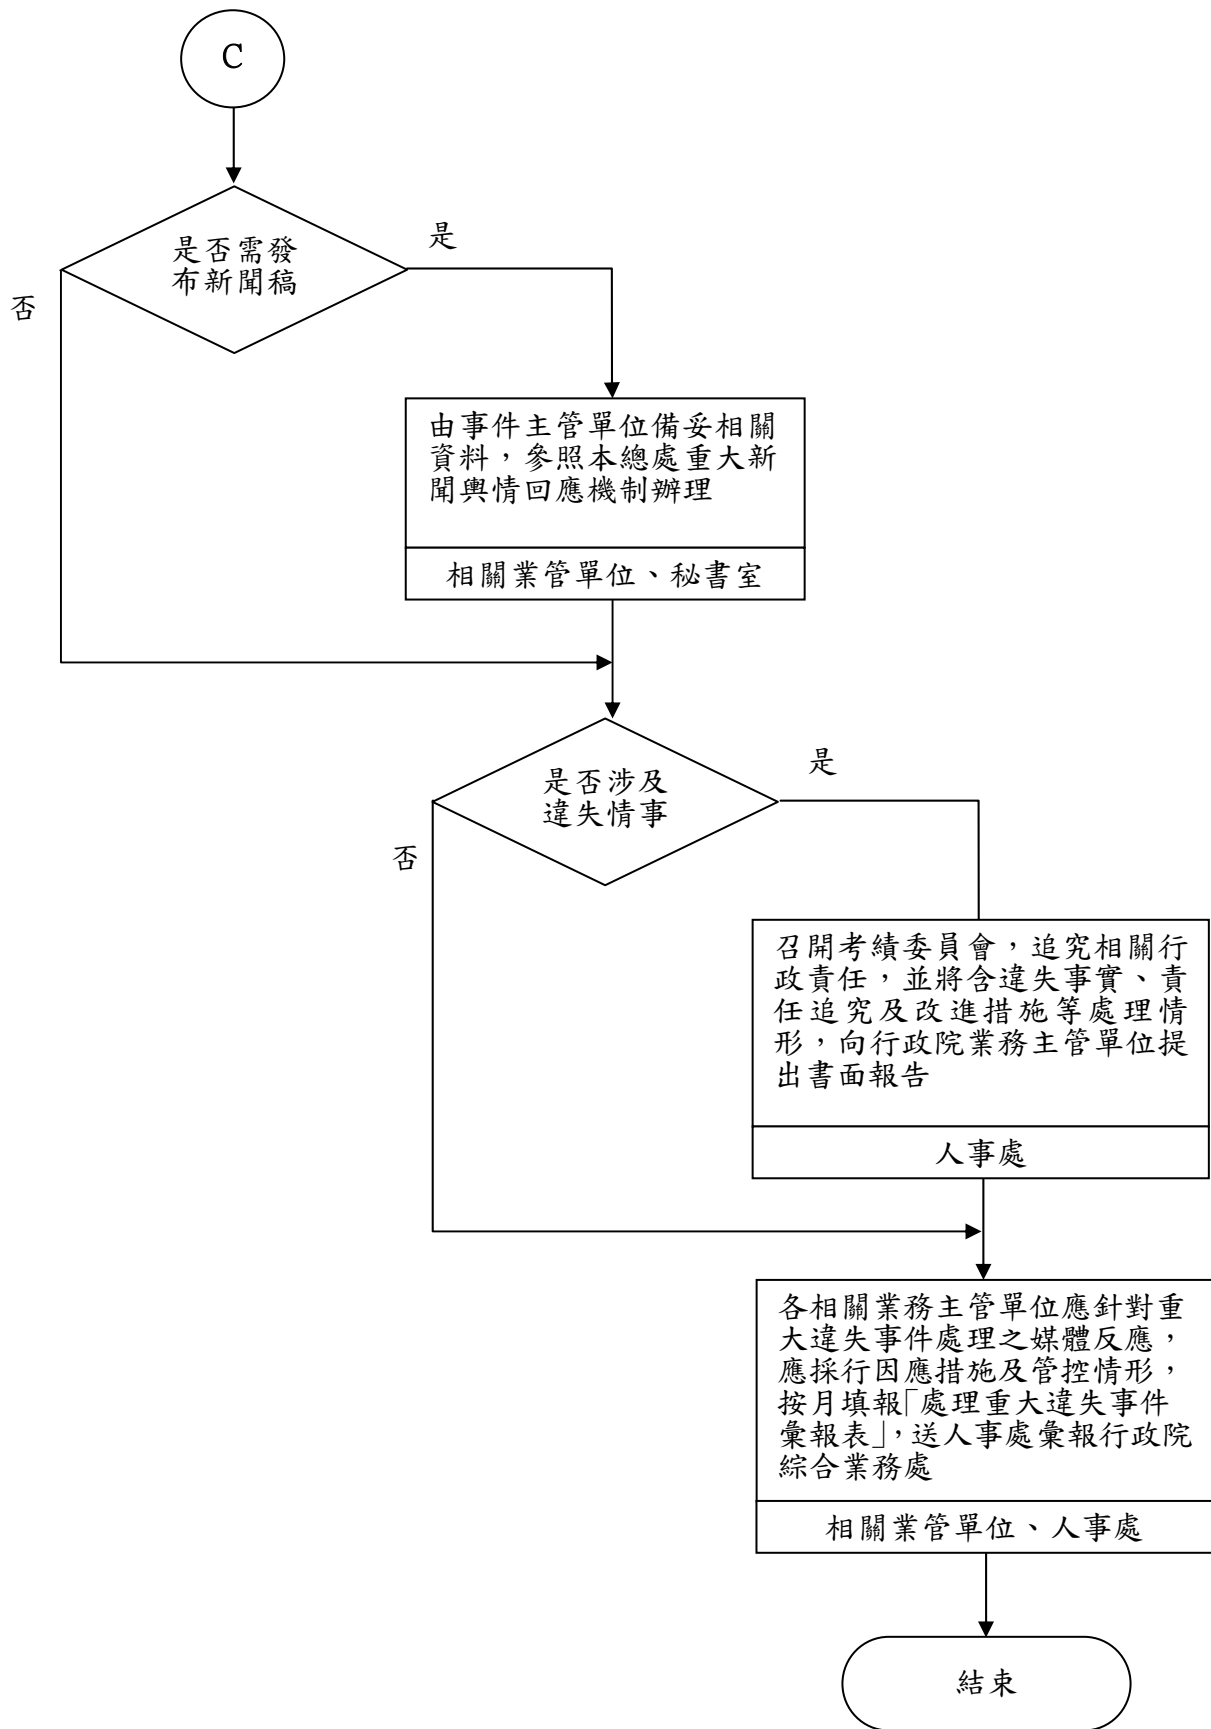 C
是否需發
布新聞稿
是
否
由事件主管單位備妥相關
資料，參照本總處重大新
聞輿情回應機制辦理
相關業管單位、秘書室
是否涉及
違失情事
是
否
召開考績委員會，追究相關行
政責任，並將含違失事實、責
任追究及改進措施等處理情
形，向行政院業務主管單位提
出書面報告
人事處
各相關業務主管單位應針對重
大違失事件處理之媒體反應，
應採行因應措施及管控情形，
按月填報「處理重大違失事件
彙報表」，送人事處彙報行政院
綜合業務處
相關業管單位、人事處
結束